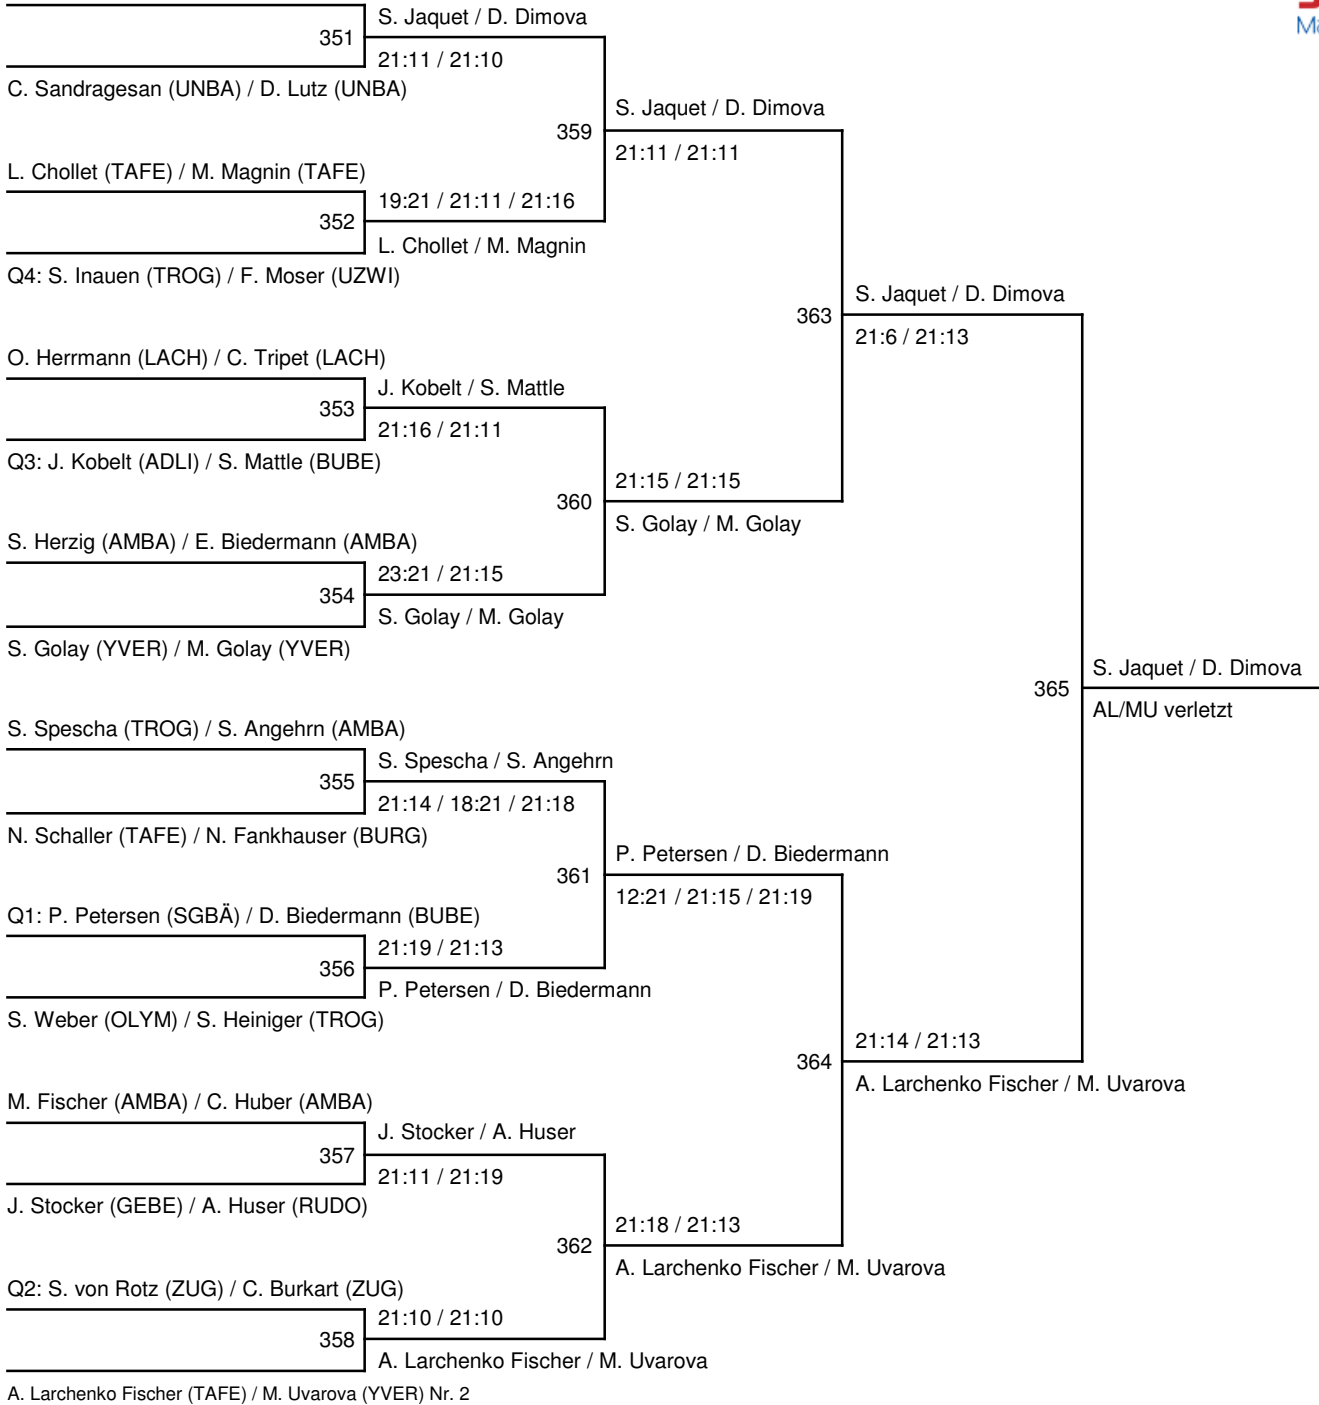 S. Jaquet / D. Dimova
351
21:11 / 21:10
C. Sandragesan (UNBA) / D. Lutz (UNBA)
S. Jaquet / D. Dimova
359
21:11 / 21:11
L. Chollet (TAFE) / M. Magnin (TAFE)
19:21 / 21:11 / 21:16
352
L. Chollet / M. Magnin
Q4: S. Inauen (TROG) / F. Moser (UZWI)
S. Jaquet / D. Dimova
363
21:6 / 21:13
O. Herrmann (LACH) / C. Tripet (LACH)
J. Kobelt / S. Mattle
353
21:16 / 21:11
Q3: J. Kobelt (ADLI) / S. Mattle (BUBE)
21:15 / 21:15
360
S. Golay / M. Golay
S. Herzig (AMBA) / E. Biedermann (AMBA)
23:21 / 21:15
354
S. Golay / M. Golay
S. Golay (YVER) / M. Golay (YVER)
S. Jaquet / D. Dimova
365
AL/MU verletzt
S. Spescha (TROG) / S. Angehrn (AMBA)
S. Spescha / S. Angehrn
355
21:14 / 18:21 / 21:18
N. Schaller (TAFE) / N. Fankhauser (BURG)
P. Petersen / D. Biedermann
361
12:21 / 21:15 / 21:19
Q1: P. Petersen (SGBÄ) / D. Biedermann (BUBE)
21:19 / 21:13
356
P. Petersen / D. Biedermann
S. Weber (OLYM) / S. Heiniger (TROG)
21:14 / 21:13
364
A. Larchenko Fischer / M. Uvarova
M. Fischer (AMBA) / C. Huber (AMBA)
J. Stocker / A. Huser
357
21:11 / 21:19
J. Stocker (GEBE) / A. Huser (RUDO)
21:18 / 21:13
362
A. Larchenko Fischer / M. Uvarova
Q2: S. von Rotz (ZUG) / C. Burkart (ZUG)
21:10 / 21:10
358
A. Larchenko Fischer / M. Uvarova
A. Larchenko Fischer (TAFE) / M. Uvarova (YVER) Nr. 2